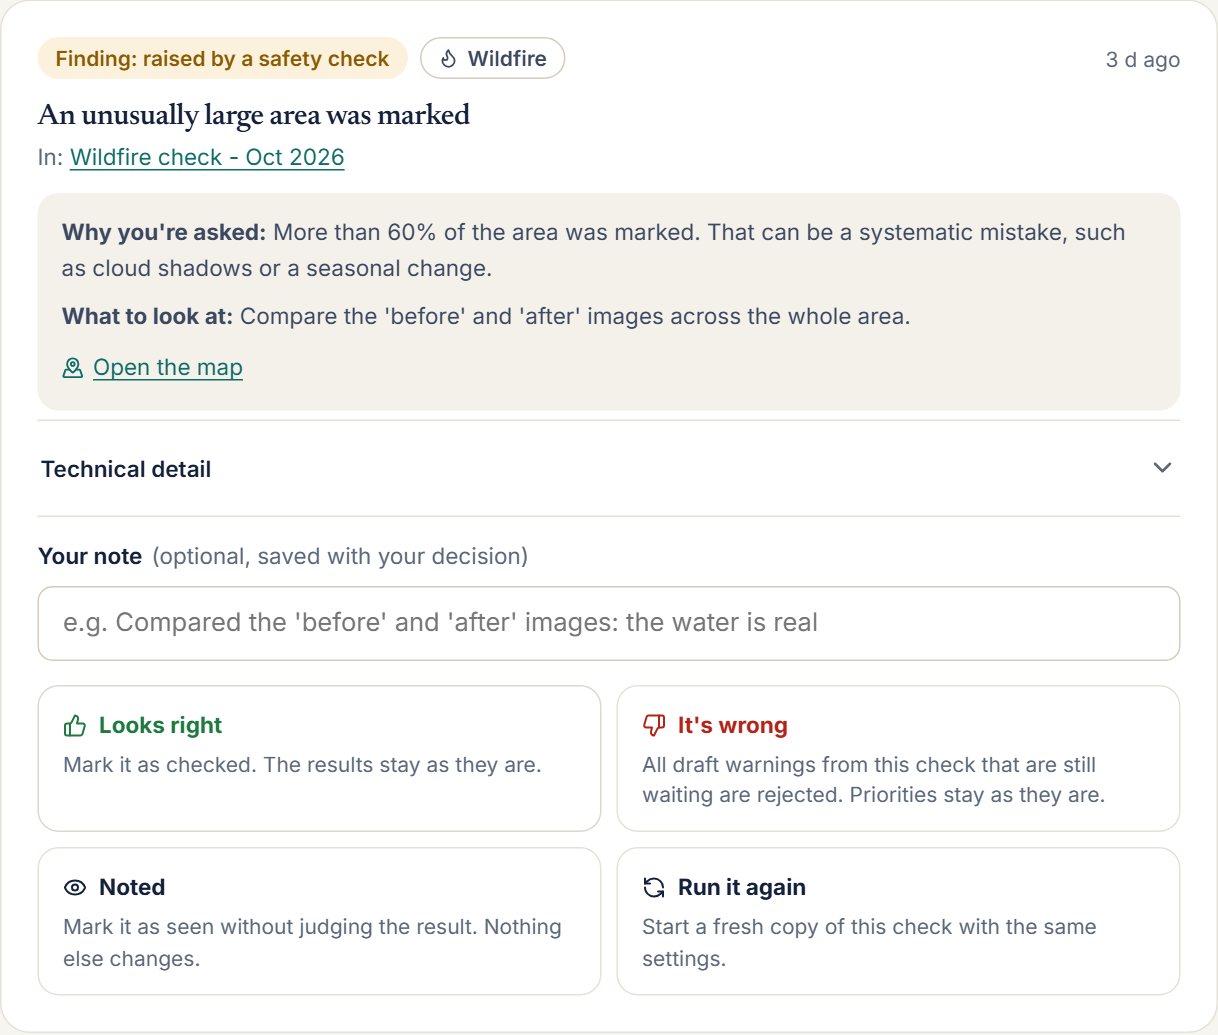 Finding: raised by a safety check
Wildfire
3 d ago
An unusually large area was marked
In: Wildfire check - Oct 2026
Why you're asked: More than 60% of the area was marked. That can be a systematic mistake, such
as cloud shadows or a seasonal change.
What to look at: Compare the 'before' and 'after' images across the whole area.
Open the map
Technical detail
Your note (optional, saved with your decision)
e.g. Compared the 'before' and 'after' images: the water is real
Looks right
Mark it as checked. The results stay as they are.
It's wrong
All draft warnings from this check that are still
waiting are rejected. Priorities stay as they are.
Noted
Mark it as seen without judging the result. Nothing
else changes.
Run it again
Start a fresh copy of this check with the same
settings.